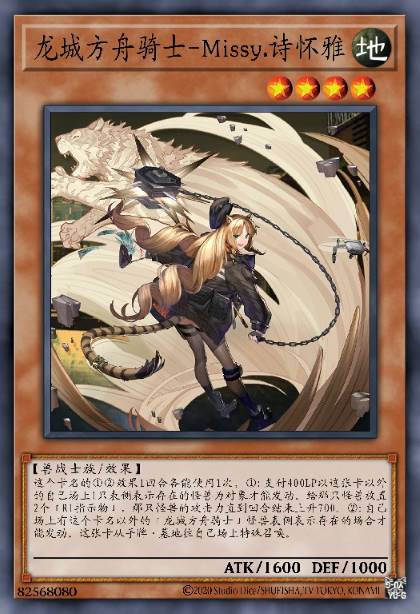 龙城方舟骑士-Missy.诗怀雅
地
【兽战士族/效果】
这个卡名的①②效果1回合各能使用1次。①:支付400LP以这张卡以外
的自己场上1只表侧表示存在的怪兽为对象才能发动。给那只怪兽放置
2个「RI指示物」,那只怪兽的攻击力直到回合结束上升700。②:自己
场上有这个卡名以外的「龙城方舟骑士」怪兽表侧表示存在的场合才
能发动。这张卡从手牌·墓地往自己场上特殊召唤。
ATK/1600 DEF/1000
82568080
©2020 Studio Dice/SHUEISHA, TV TOKYO, KONAMI